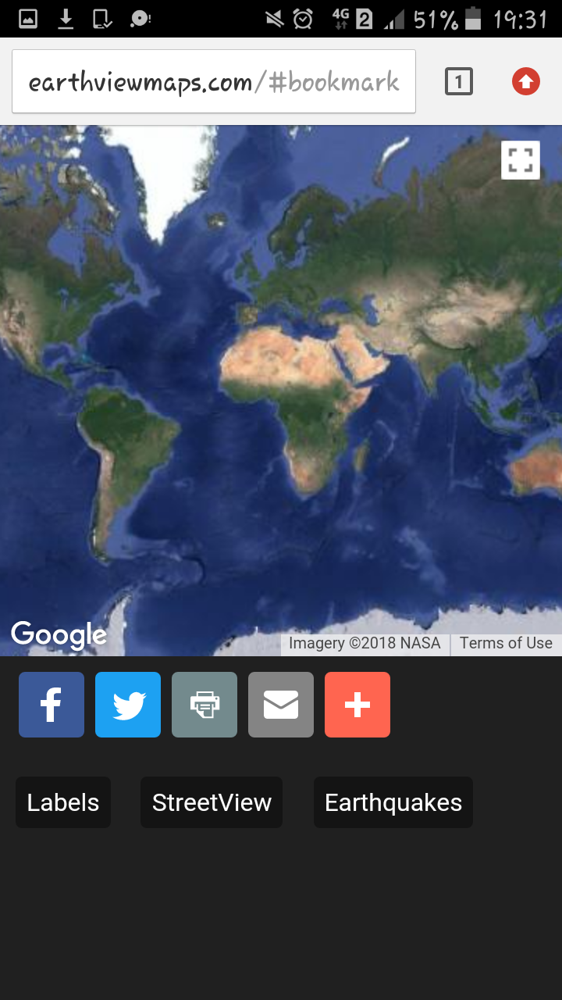 4G 2 51% 19:31
earthviewmaps.com/#bookmark 1
Google
Imagery ©2018 NASA Terms of Use
f
Labels StreetView Earthquakes